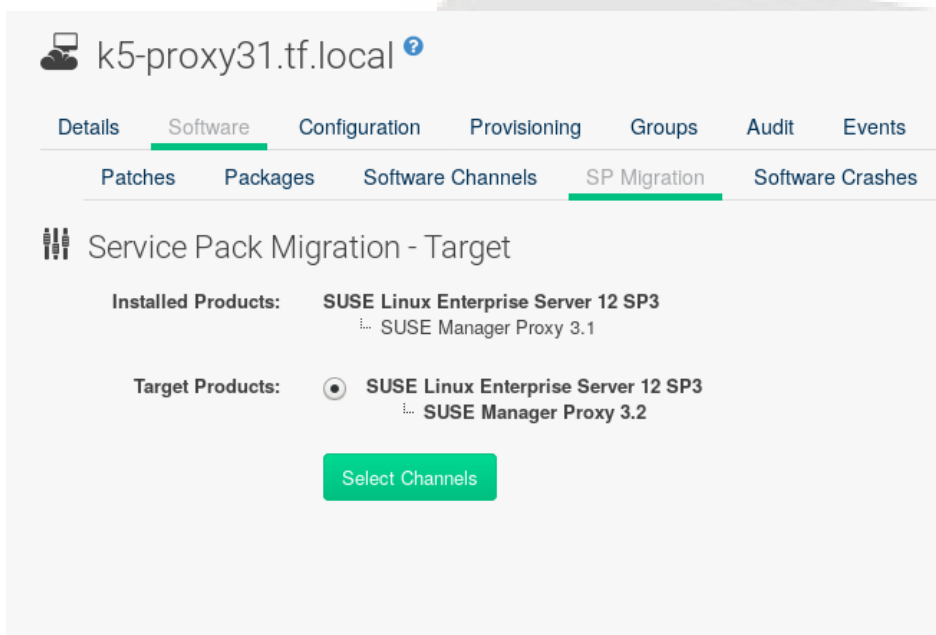 k5-proxy31.tf.local ?
Details Software Configuration Provisioning Groups Audit Events
Patches Packages Software Channels SP Migration Software Crashes
Service Pack Migration - Target
Installed Products: SUSE Linux Enterprise Server 12 SP3
SUSE Manager Proxy 3.1
Target Products: SUSE Linux Enterprise Server 12 SP3
SUSE Manager Proxy 3.2
Select Channels